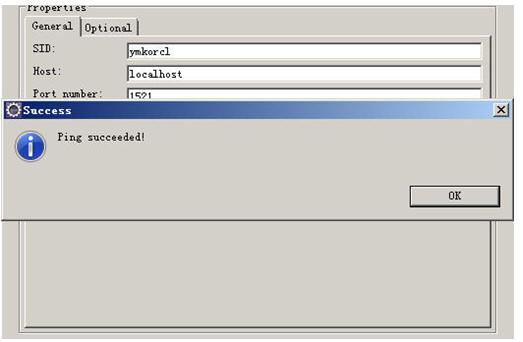 Properties
General Optional
SID: ymkorcl
Host: localhost
Port number: 1521
Success
Ping succeeded!
OK